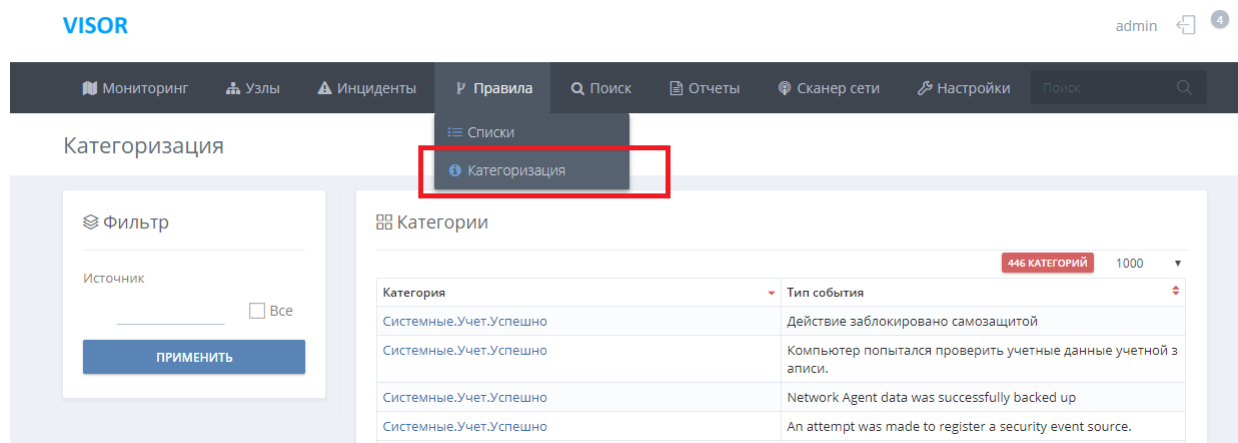 VISOR
admin 4
Мониторинг Узлы Инциденты Правила Поиск Отчеты Сканер сети Настройки Поиск
Списки
Категоризация
Категоризация
Фильтр
Источник
Все
ПРИМЕНИТЬ
Категории
446 КАТЕГОРИЙ 1000
Категория Тип события
Системные.Учет.Успешно Действие заблокировано самозащитой
Системные.Учет.Успешно Компьютер попытался проверить учетные данные учетной з
аписи.
Системные.Учет.Успешно Network Agent data was successfully backed up
Системные.Учет.Успешно An attempt was made to register a security event source.